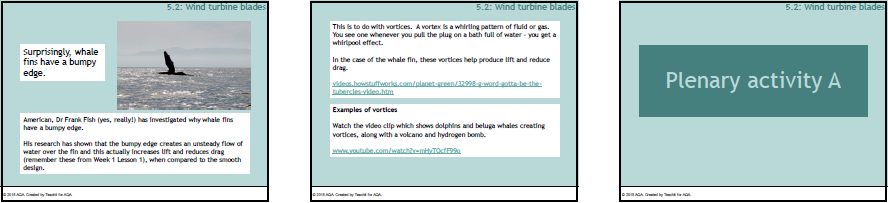 5.2: Wind turbine blades
Surprisingly, whale
fins have a bumpy
edge.
American, Dr Frank Fish (yes, really!) has investigated why whale fins
have a bumpy edge.
His research has shown that the bumpy edge creates an unsteady flow of
water over the fin and this actually increases lift and reduces drag
(remember these from Week 1 Lesson 1), when compared to the smooth
design.
© 2015 AQA. Created by Teachit for AQA.
5.2: Wind turbine blades
This is to do with vortices. A vortex is a whirling pattern of fluid or gas.
You see one whenever you pull the plug on a bath full of water – you get a
whirlpool effect.
In the case of the whale fin, these vortices help produce lift and reduce
drag.
videos.howstuffworks.com/planet-green/32998-g-word-gotta-be-the-
tubercles-video.htm
Examples of vortices
Watch the video clip which shows dolphins and beluga whales creating
vortices, along with a volcano and hydrogen bomb.
www.youtube.com/watch?v=mHyTOcfF99o
© 2015 AQA. Created by Teachit for AQA.
5.2: Wind turbine blades
Plenary activity A
© 2015 AQA. Created by Teachit for AQA.